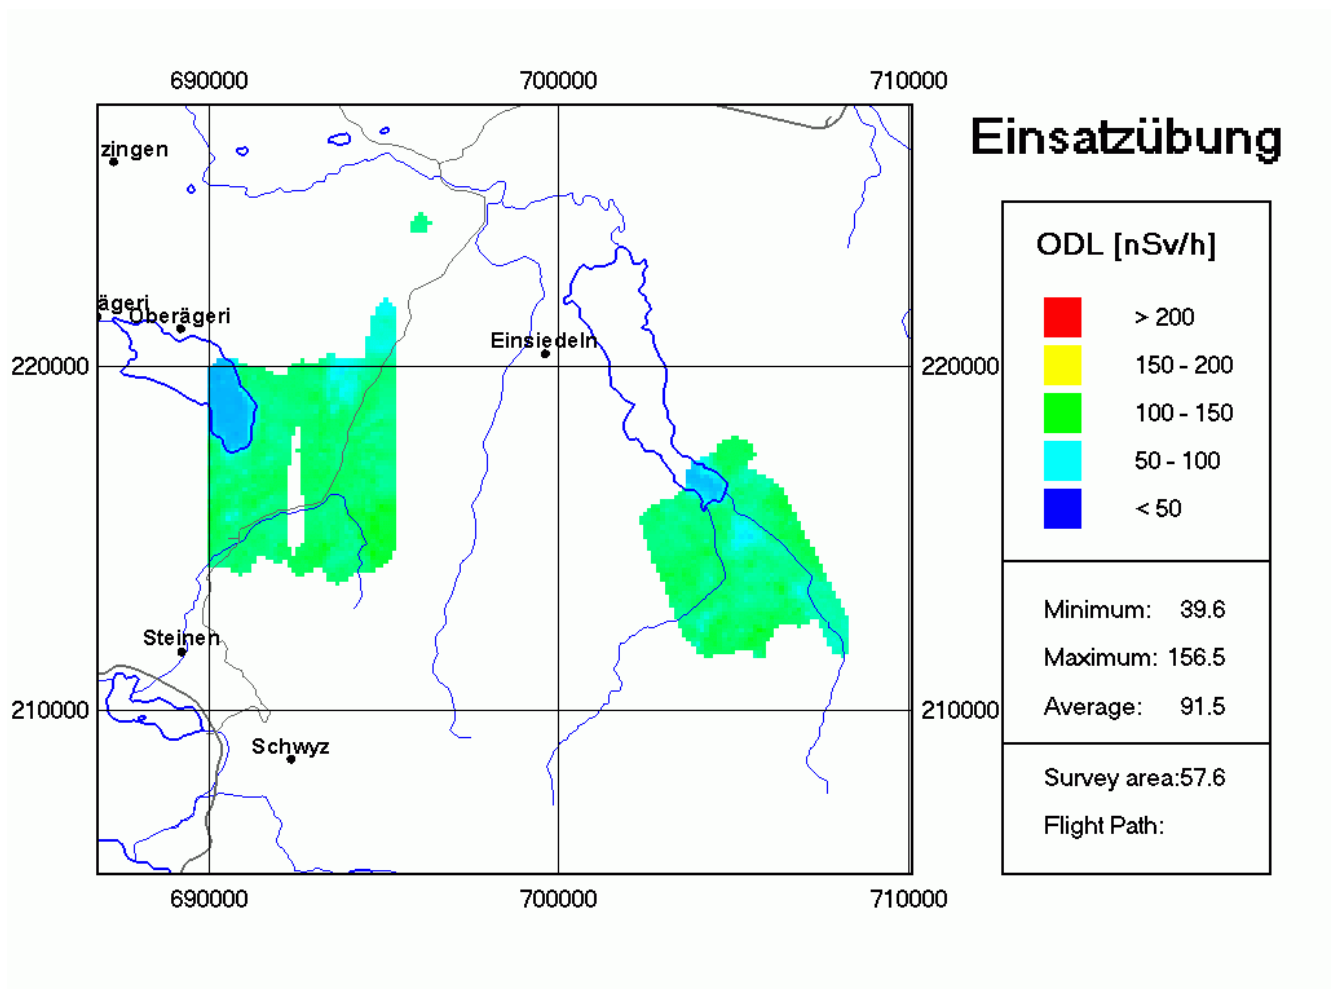 690000 700000 710000
Einsatzübung
zingen
ODL [nSv/h]
ägeri
Oberägeri
> 200
Einsiedeln
220000 220000
150 - 200
100 - 150
50 - 100
< 50
Minimum: 39.6
Steinen
Maximum: 156.5
210000 210000
Average: 91.5
Schwyz
Survey area:57.6
Flight Path:
690000 700000 710000